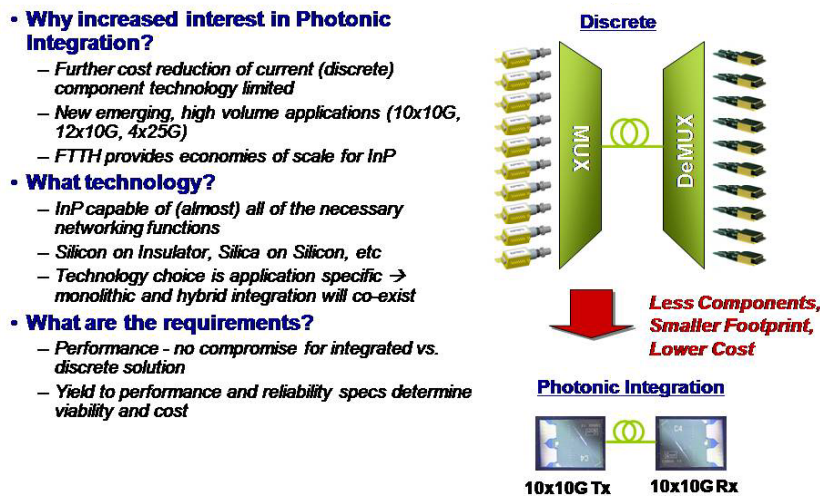 • Why increased interest in Photonic
Integration?
– Further cost reduction of current (discrete)
component technology limited
– New emerging, high volume applications (10x10G,
12x10G, 4x25G)
– FTTH provides economies of scale for InP
• What technology?
– InP capable of (almost) all of the necessary
networking functions
– Silicon on Insulator, Silica on Silicon, etc
– Technology choice is application specific →
monolithic and hybrid integration will co-exist
• What are the requirements?
– Performance - no compromise for integrated vs.
discrete solution
– Yield to performance and reliability specs determine
viability and cost
Discrete
MUX
DeMUX
Less Components,
Smaller Footprint,
Lower Cost
Photonic Integration
10x10G Tx
10x10G Rx